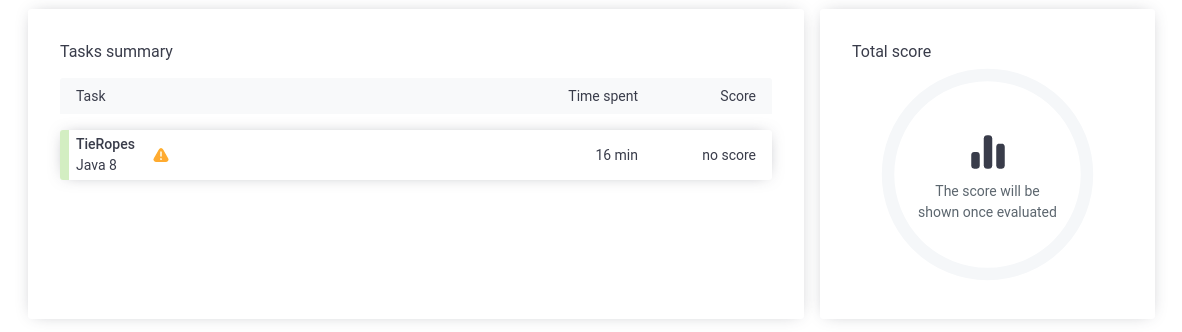 Tasks summary
Task Time spent Score
TieRopes
Java 8
16 min no score
Total score
The score will be
shown once evaluated